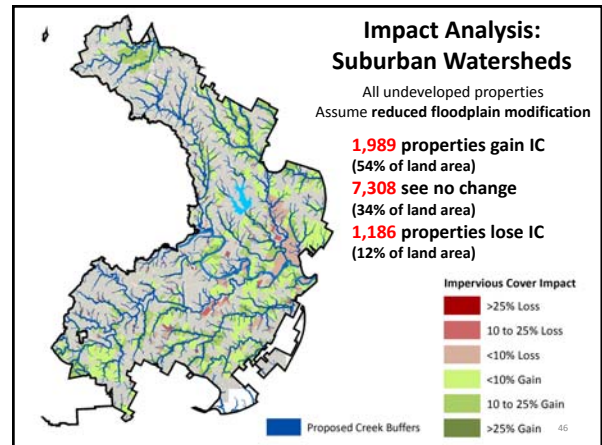 Impact Analysis:
Suburban Watersheds
All undeveloped properties
Assume reduced floodplain modification
1,989 properties gain IC
(54% of land area)
7,308 see no change
(34% of land area)
1,186 properties lose IC
(12% of land area)
Impervious Cover Impact
>25% Loss
10 to 25% Loss
<10% Loss
<10% Gain
10 to 25% Gain
>25% Gain
Proposed Creek Buffers
46